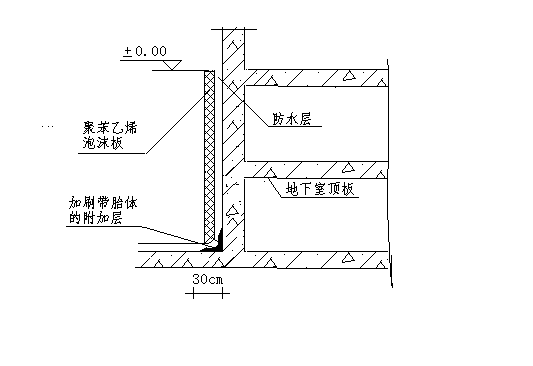 ±0.00
聚苯乙烯
泡沫板
防水层
地下室顶板
加刷带胎体
的附加层
30cm